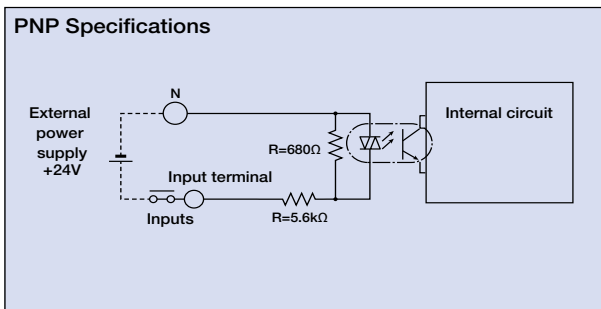 PNP Specifications
N
External
power
supply
+24V
Internal circuit
R=680Ω
Input terminal
Inputs
R=5.6kΩ